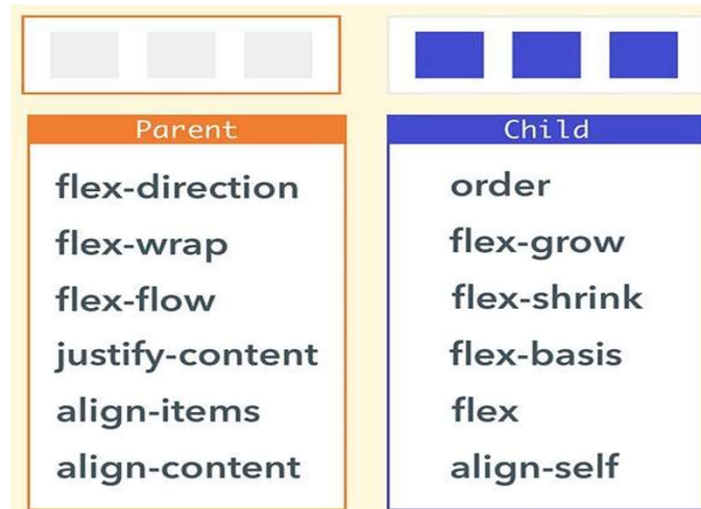 Parent
flex-direction
flex-wrap
flex-flow
justify-content
align-items
align-content
Child
order
flex-grow
flex-shrink
flex-basis
flex
align-self